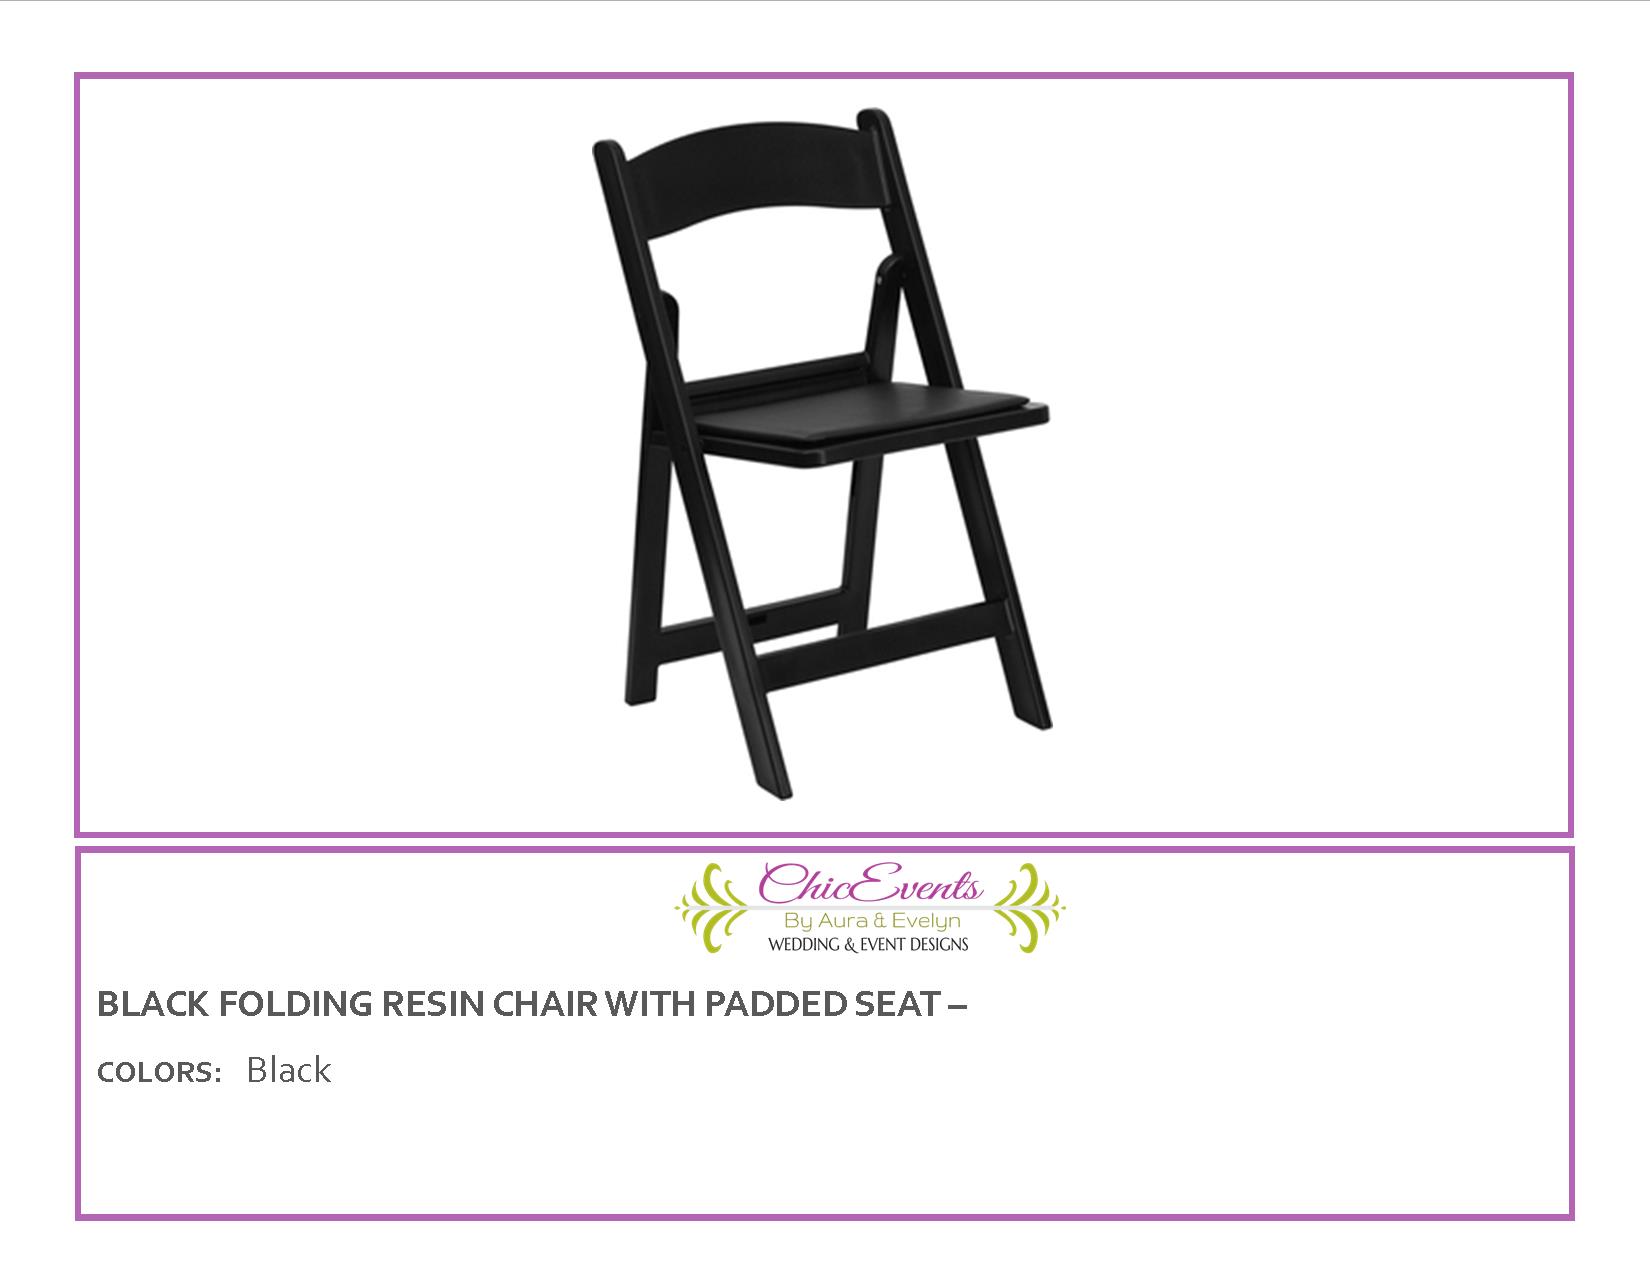 ChicEvents
By Aura & Evelyn
WEDDING & EVENT DESIGNS
BLACK FOLDING RESIN CHAIR WITH PADDED SEAT –
COLORS: Black